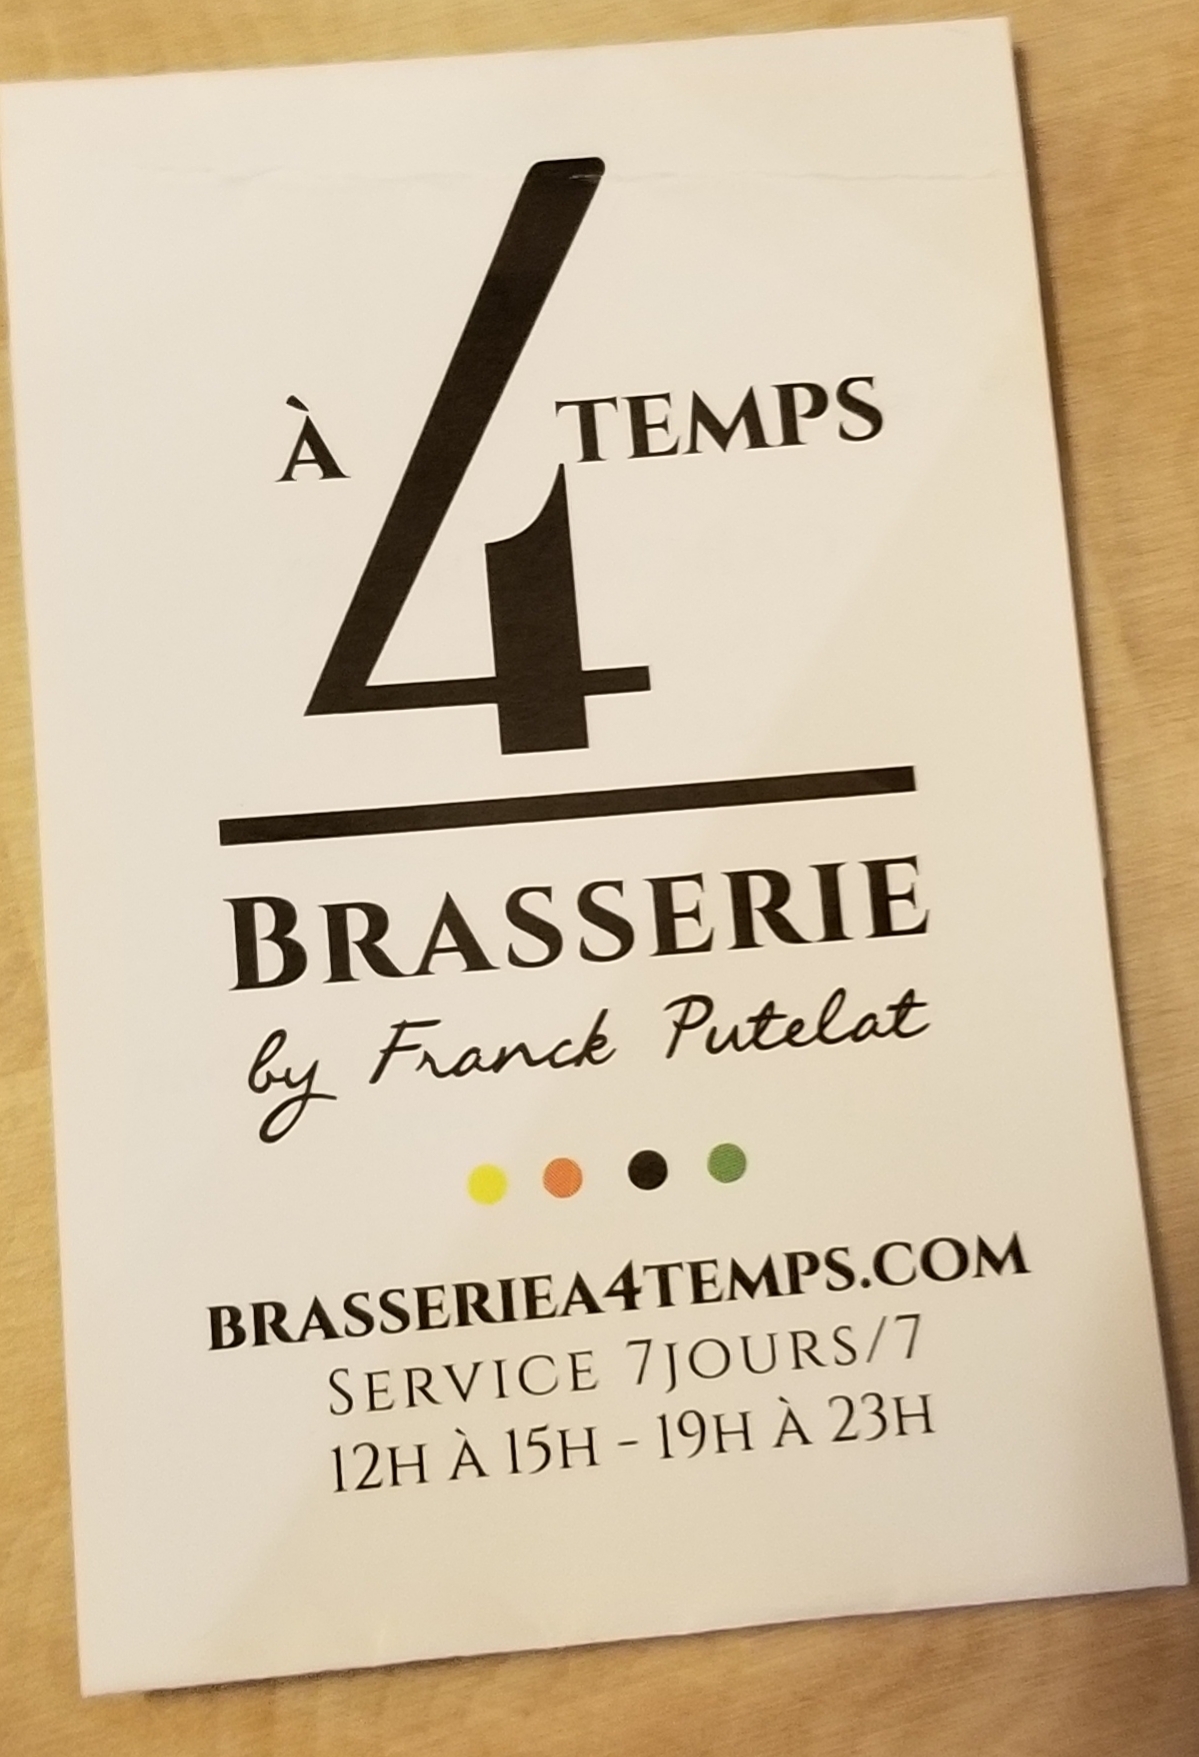 À 4 TEMPS
BRASSERIE
by Franck Putelat
BRASSERIEA4TEMPS.COM
SERVICE 7JOURS/7
12H À 15H - 19H À 23H